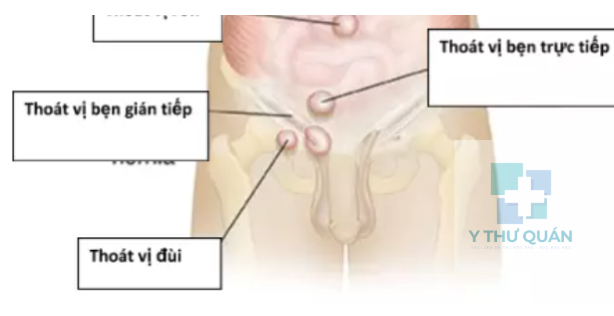 Thoát vị bẹn trực tiếp
Thoát vị bẹn gián tiếp
Y THƯ QUÁN
Thoát vị đùi